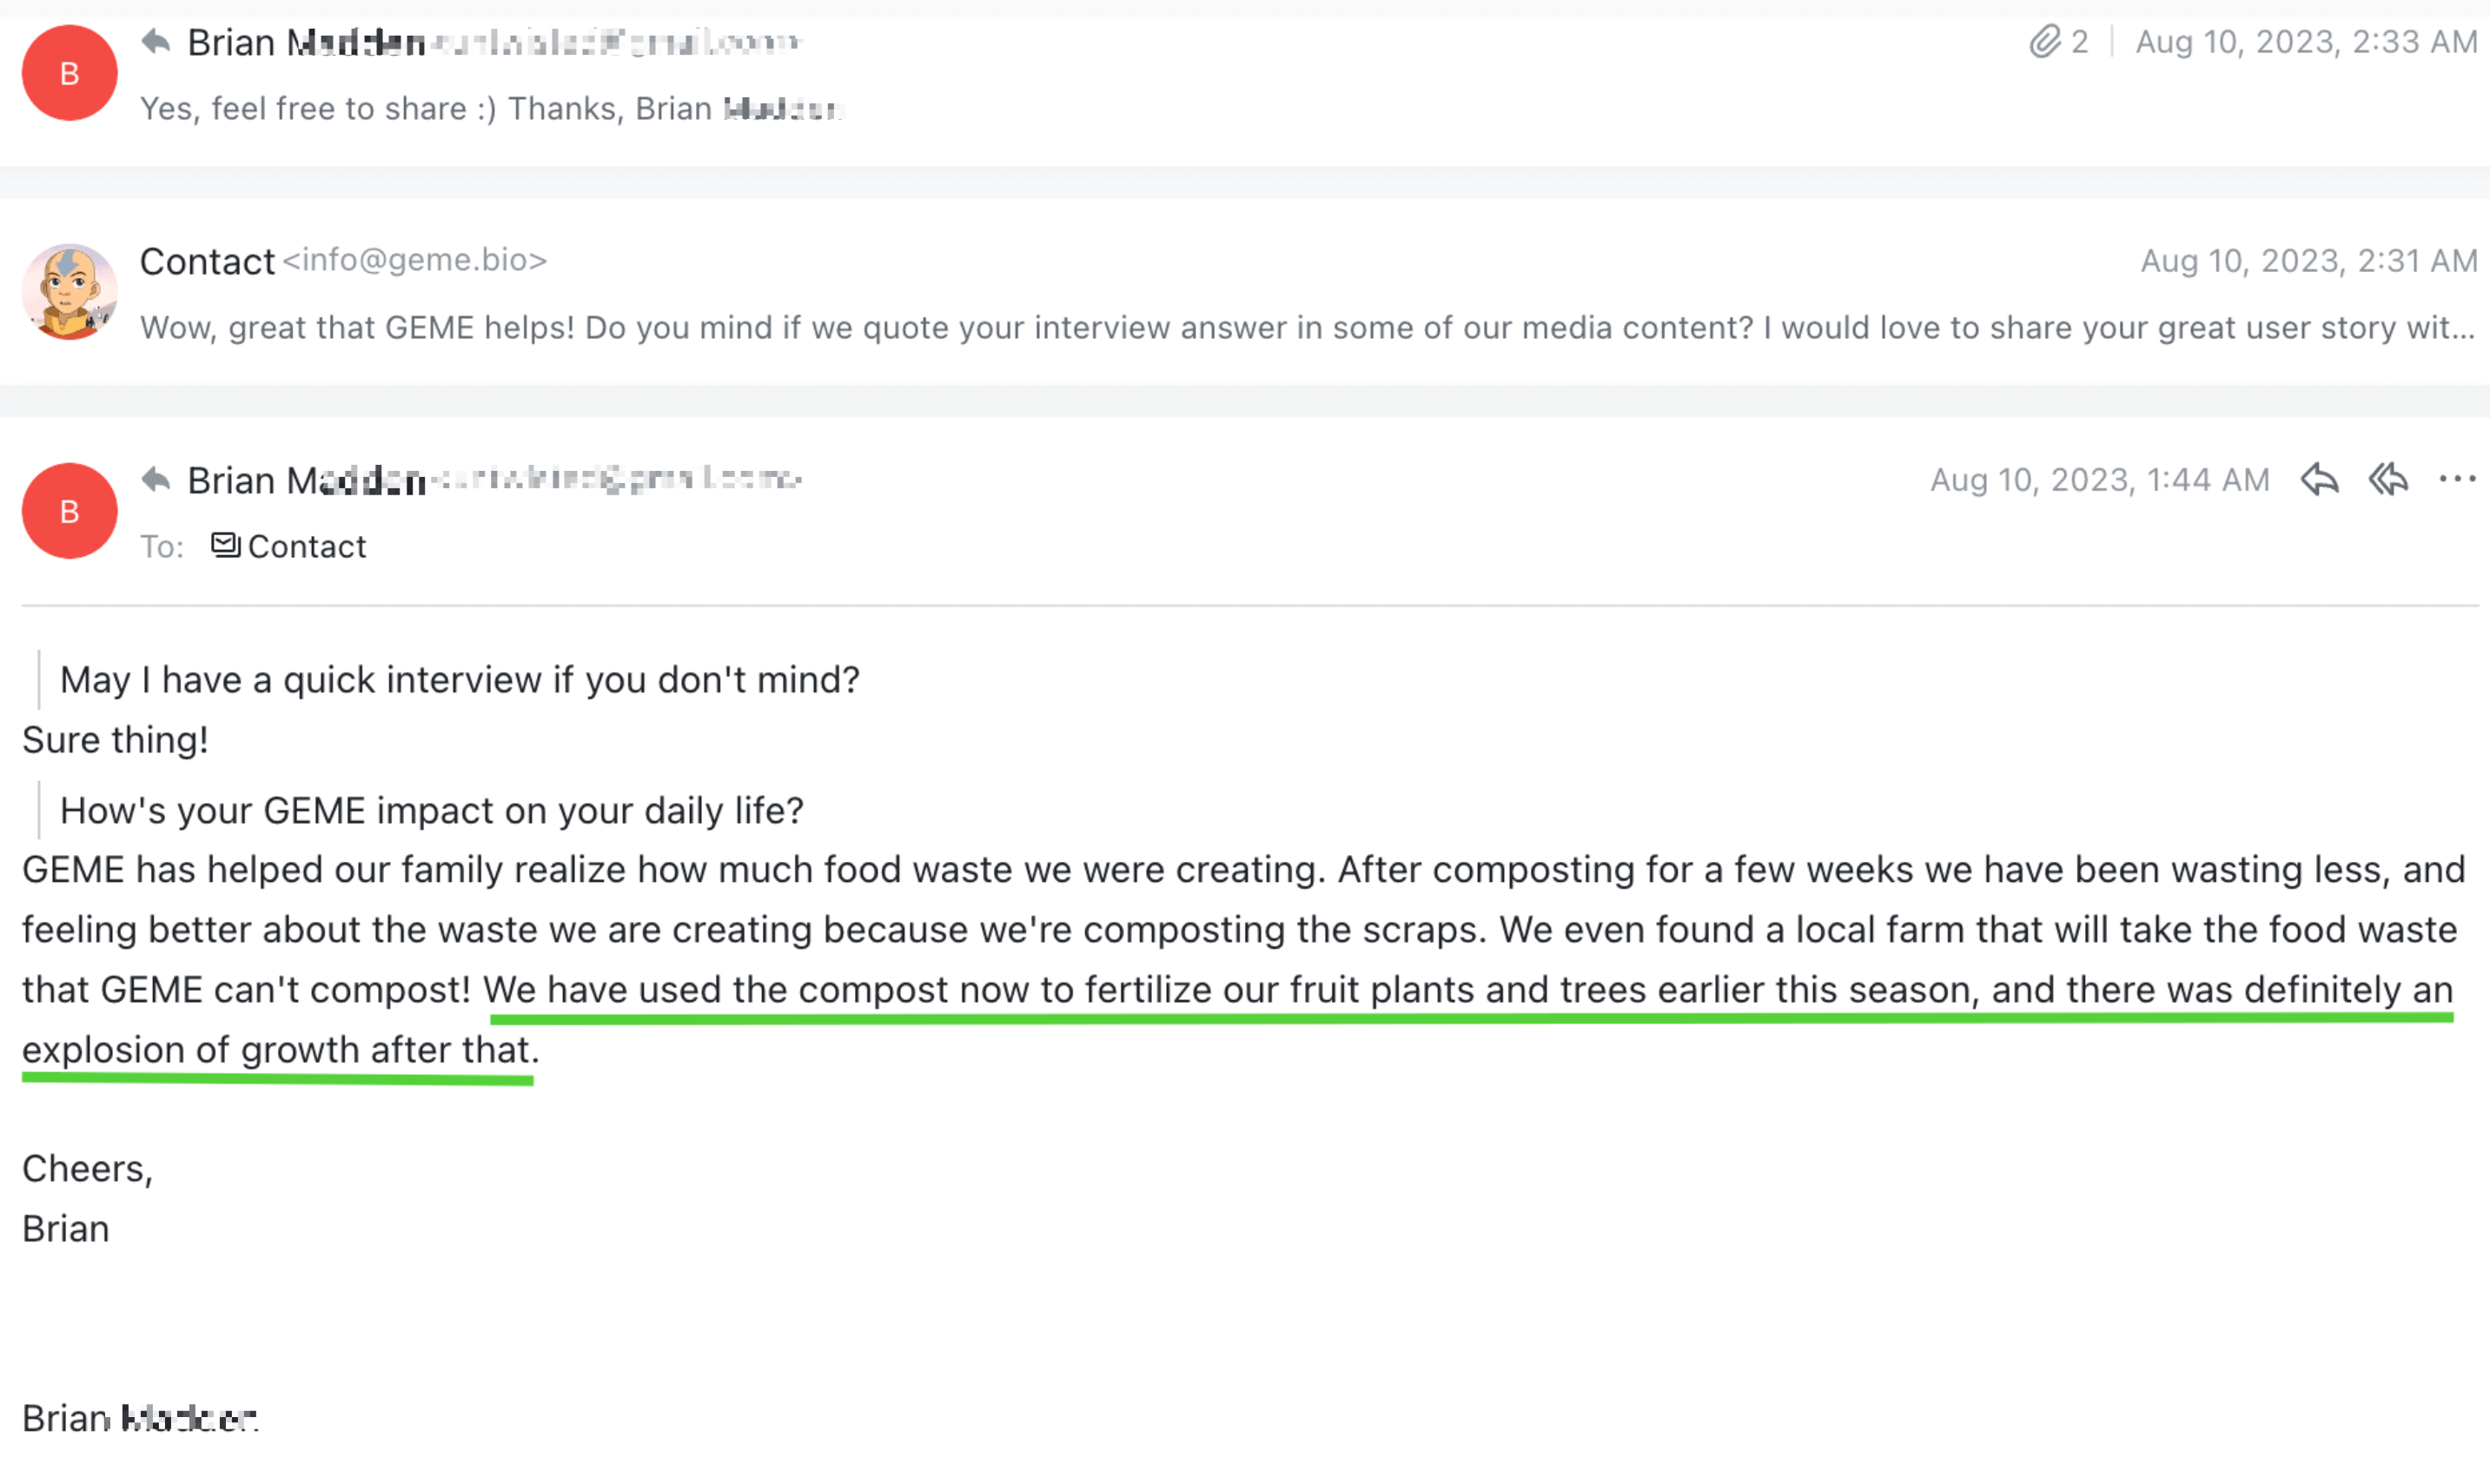 B
Brian
2
Aug 10, 2023, 2:33 AM
Yes, feel free to share :) Thanks, Brian
Contact <info@geme.bio>
Aug 10, 2023, 2:31 AM
Wow, great that GEME helps! Do you mind if we quote your interview answer in some of our media content? I would love to share your great user story wit...
B
Brian
Aug 10, 2023, 1:44 AM
To: Contact
May I have a quick interview if you don't mind?
Sure thing!
How's your GEME impact on your daily life?
GEME has helped our family realize how much food waste we were creating. After composting for a few weeks we have been wasting less, and
feeling better about the waste we are creating because we're composting the scraps. We even found a local farm that will take the food waste
that GEME can't compost! We have used the compost now to fertilize our fruit plants and trees earlier this season, and there was definitely an
explosion of growth after that.
Cheers,
Brian
Brian